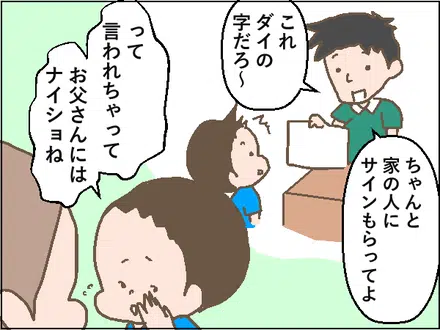 これ
ダイの
字だろ〜
ちゃんと
家の人に
サインもらってよ
って
言われちゃって
お父さんには
ナイショね